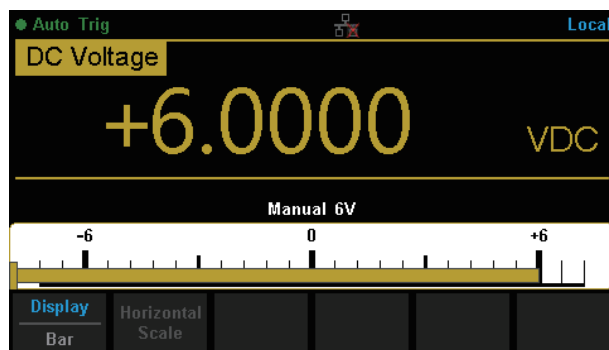 Auto Trig Local
DC Voltage
+6.0000 VDC
Manual 6V
-6 0 +6
Display Horizontal
Bar Scale